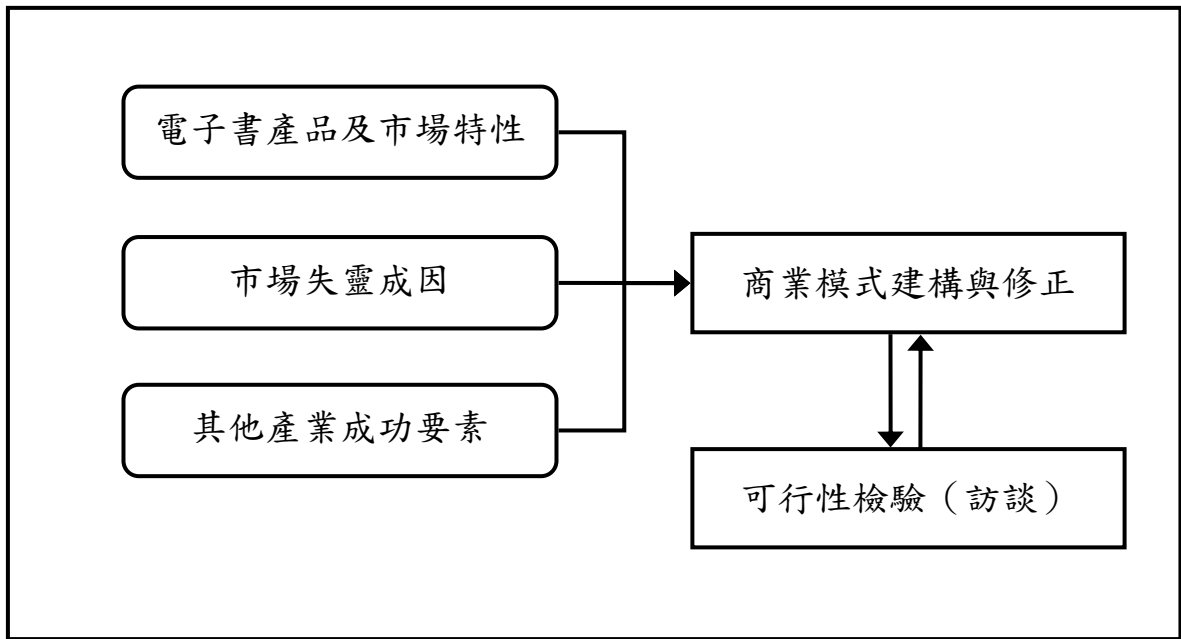 電子書產品及市場特性
市場失靈成因
其他產業成功要素
商業模式建構與修正
可行性檢驗（訪談）